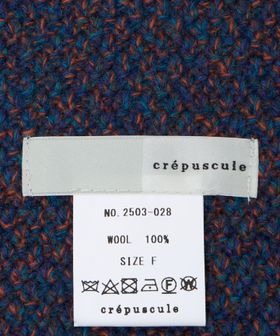 crépuscule
NO. 2503-028
WOOL 100%
SIZE F
crépuscule